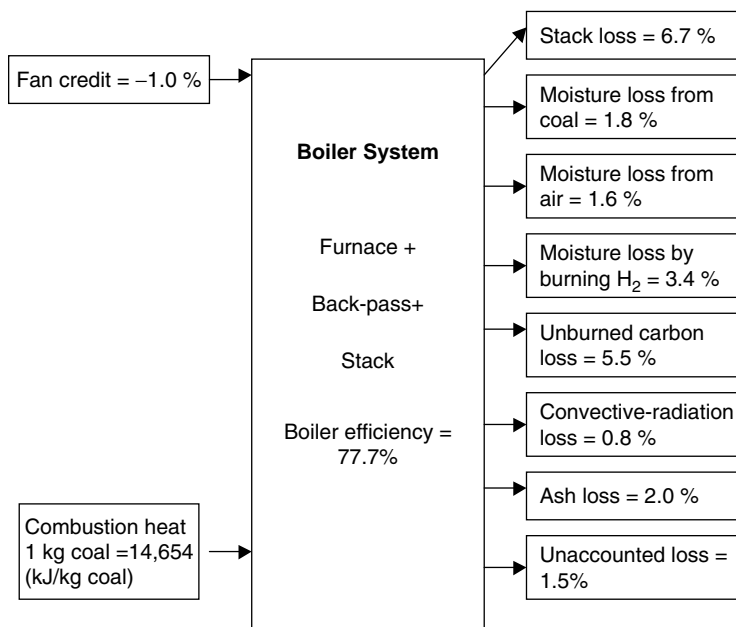 Fan credit = –1.0 %
Combustion heat
1 kg coal =14,654
(kJ/kg coal)
Boiler System
Furnace +
Back-pass+
Stack
Boiler efficiency =
77.7%
Stack loss = 6.7 %
Moisture loss from
coal = 1.8 %
Moisture loss from
air = 1.6 %
Moisture loss by
burning H₂ = 3.4 %
Unburned carbon
loss = 5.5 %
Convective-radiation
loss = 0.8 %
Ash loss = 2.0 %
Unaccounted loss =
1.5%